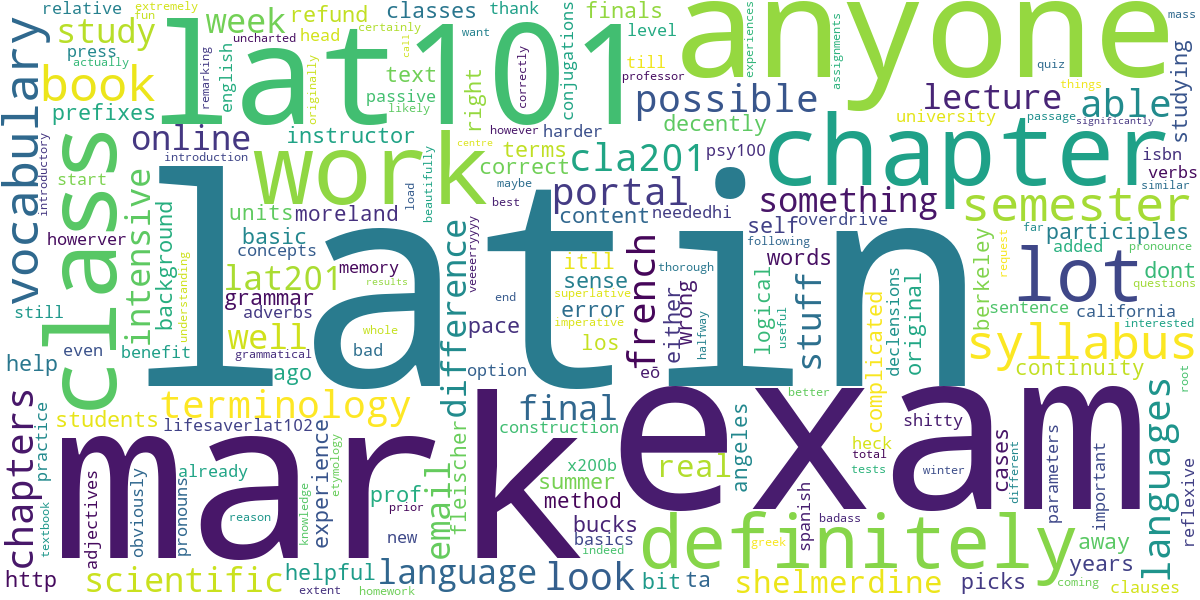 latin
mark
exam
anyone
lat101
chapter
class
work
lot
definitely
semester
syllabus
book
vocabulary
study
week
refund
head
classes
finals
relative
extremely
fun
press
actually
uncharted
thank
certainly
want
call
level
till
text
english
remarking
originally
passive
likely
correctly
professor
conjugations
right
possible
lecture
able
university
passage
significantly
things
mass
quiz
experiences
assignments
studying
isbn
verbs
similar
prefixes
online
instructor
introduction
introductory
start
intensive
howerver
background
units
moreland
basic
concepts
lat201
memory
grammar
adverbs
results
well
whole
bad
ago
grammatical
understanding
still
even
help
benefit
terminology
students
lifesaverlat102
load
beautifully
however
harder
decently
terms
correct
cla201
psy100
maybe
best
portal
content
neededhi
something
self
overdrive
following
thorough
words
veeeerryyyy
difference
itll
sense
superlative
imperative
error
end
pace
option
los
french
eō
either
wrong
halfway
logical
useful
stuff
complicated
declensions
original
berkeley
request
far
participles
added
pronounce
dont
questions
sentence
california
interested
continuity
root
better
final
construction
real
angeles
shitty
heck
total
tests
winter
cases
different
parameters
important
languages
reflexive
away
years
clauses
coming
picks
greek
badass
spanish
shelmerdine
ta
bit
look
indeed
basics
bucks
method
summer
x200b
fleischer
email
prof
prior
new
language
homework
extent
helpful
experience
etymology
knowledge
reason
already
pronouns
obviously
adjectives
scientific
practice
textbook
chapters
http
centre